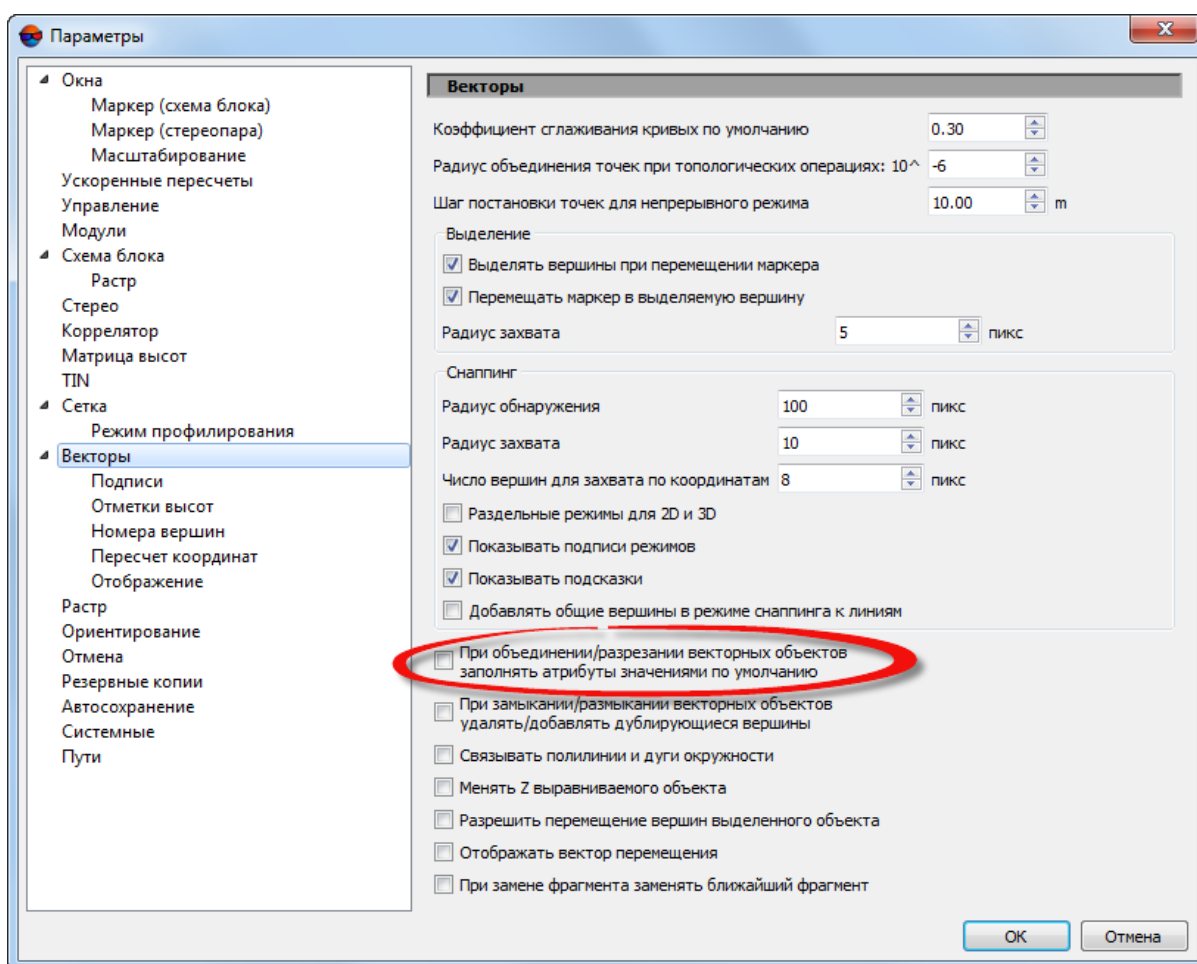 Параметры
Окна
Маркер (схема блока)
Маркер (стереопара)
Масштабирование
Ускоренные пересчеты
Управление
Модули
Схема блока
Растр
Стерео
Коррелятор
Матрица высот
TIN
Сетка
Режим профилирования
Векторы
Подписи
Отметки высот
Номера вершин
Пересчет координат
Отображение
Растр
Ориентирование
Отмена
Резервные копии
Автосохранение
Системные
Пути
Векторы
Коэффициент сглаживания кривых по умолчанию 0.30
Радиус объединения точек при топологических операциях: 10^ -6
Шаг постановки точек для непрерывного режима 10.00 m
Выделение
Выделять вершины при перемещении маркера
Перемещать маркер в выделяемую вершину
Радиус захвата 5 пикс
Снаппинг
Радиус обнаружения 100 пикс
Радиус захвата 10 пикс
Число вершин для захвата по координатам 8 пикс
Раздельные режимы для 2D и 3D
Показывать подписи режимов
Показывать подсказки
Добавлять общие вершины в режиме снаппинга к линиям
При объединении/разрезании векторных объектов
заполнять атрибуты значениями по умолчанию
При замыкании/размыкании векторных объектов
удалять/добавлять дублирующиеся вершины
Связывать полилинии и дуги окружности
Менять Z выравниваемого объекта
Разрешить перемещение вершин выделенного объекта
Отображать вектор перемещения
При замене фрагмента заменять ближайший фрагмент
OK Отмена